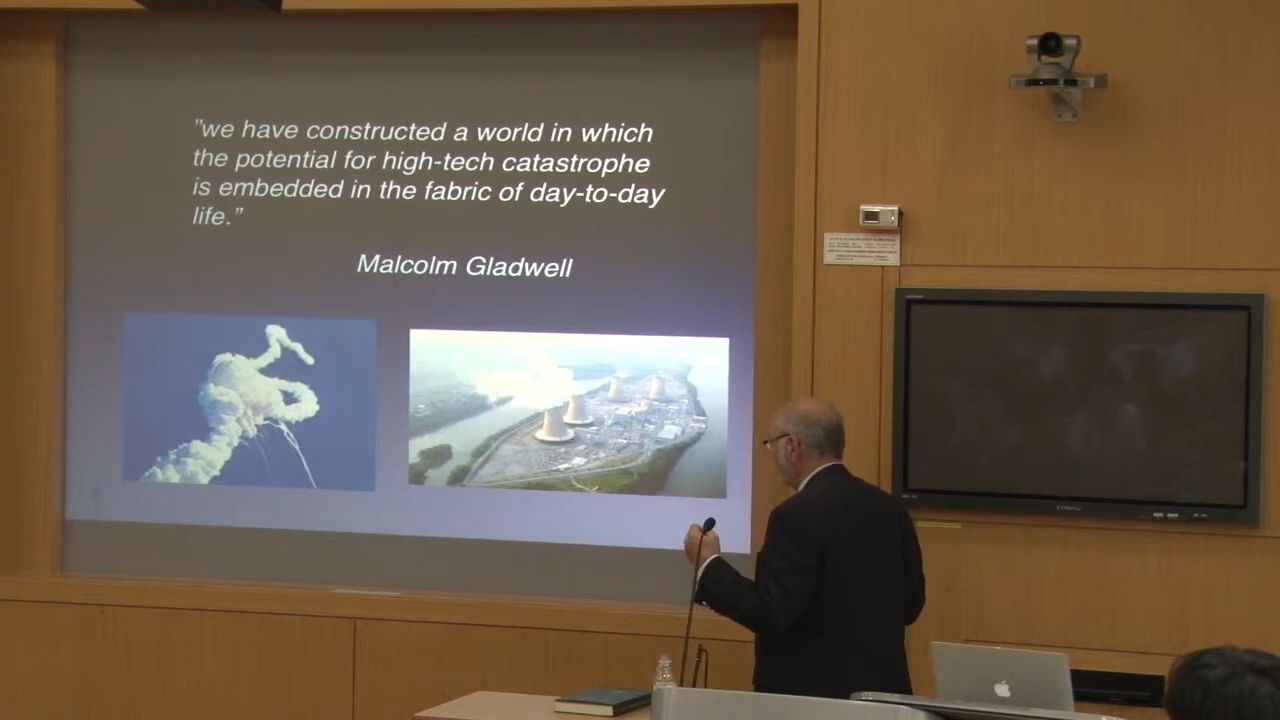 ”we have constructed a world in which
the potential for high-tech catastrophe
is embedded in the fabric of day-to-day
life.”
Malcolm Gladwell